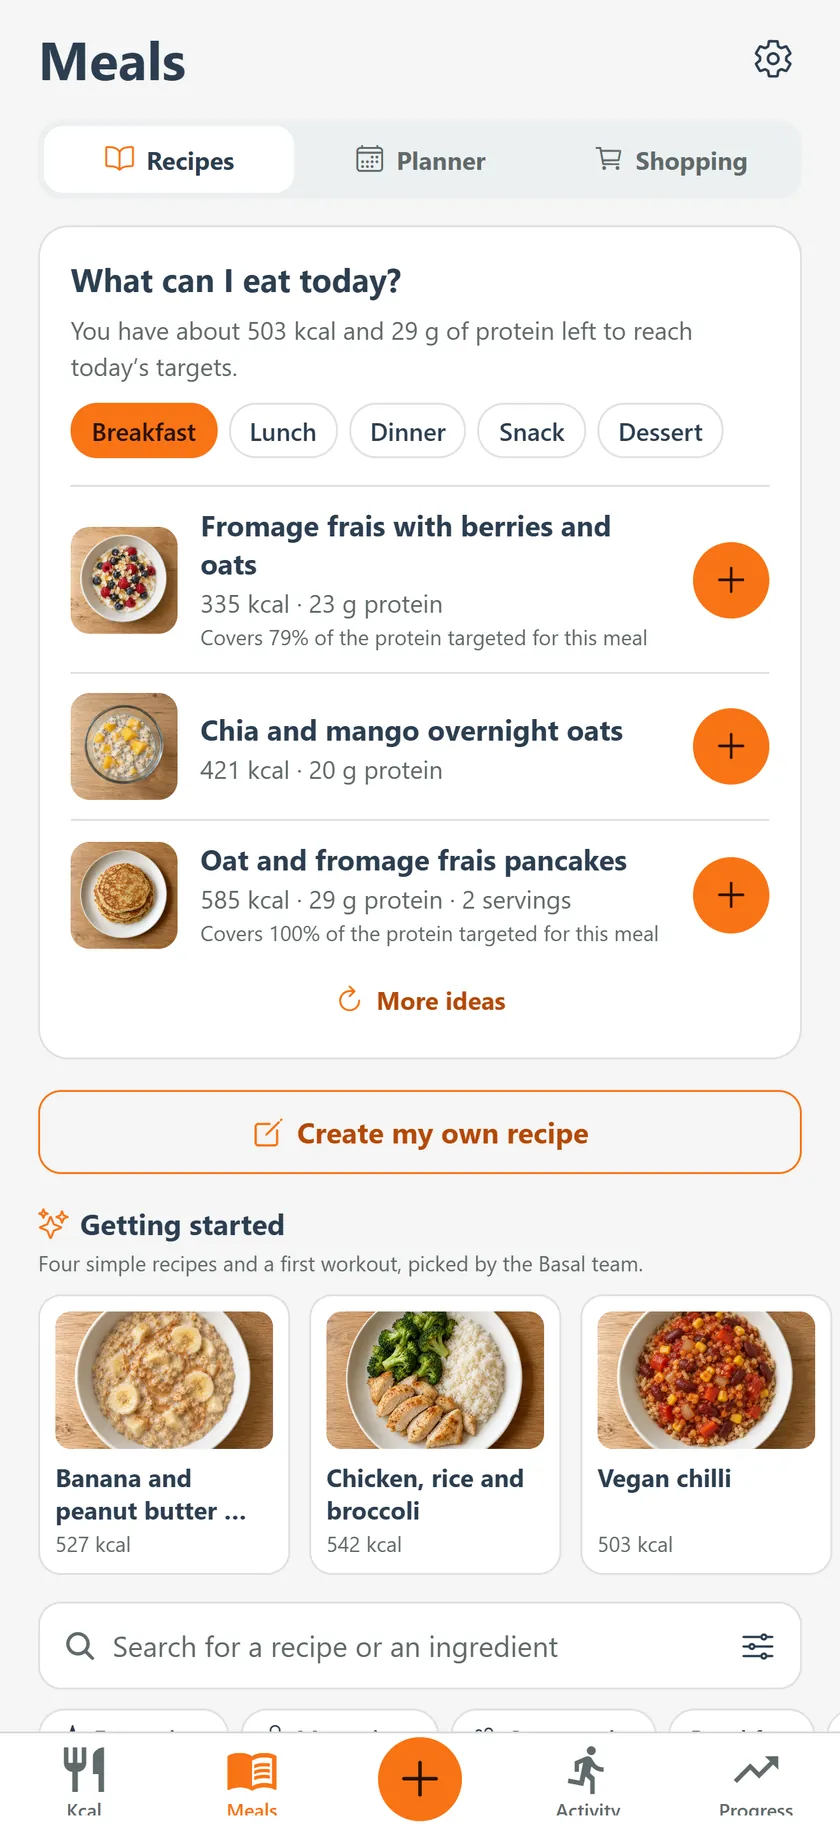 Meals
Recipes
Planner
Shopping
What can I eat today?
You have about 503 kcal and 29 g of protein left to reach
today’s targets.
Breakfast
Lunch
Dinner
Snack
Dessert
Fromage frais with berries and
oats
335 kcal · 23 g protein
Covers 79% of the protein targeted for this meal
Chia and mango overnight oats
421 kcal · 20 g protein
Oat and fromage frais pancakes
585 kcal · 29 g protein · 2 servings
Covers 100% of the protein targeted for this meal
More ideas
Create my own recipe
Getting started
Four simple recipes and a first workout, picked by the Basal team.
Banana and
peanut butter ...
527 kcal
Chicken, rice and
broccoli
542 kcal
Vegan chilli
503 kcal
Search for a recipe or an ingredient
Kcal
Meals
Activity
Progress